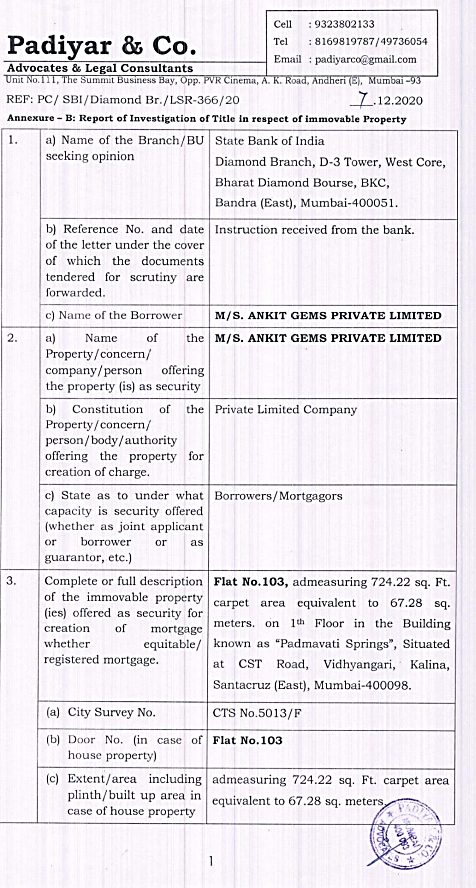 Padiyar & Co.
Advocates & Legal Consultants
Cell : 9323802133
Tel : 8169819787/49736054
Email : padiyarco@gmail.com
Unit No.111, The Summit Business Bay, Opp. PVR Cinema, A. K. Road, Andheri (E), Mumbai -93
REF: PC/ SBI/Diamond Br./LSR-366/20
7.12.2020
Annexure – B: Report of Investigation of Title in respect of immovable Property
1.
a) Name of the Branch/BU
seeking opinion
State Bank of India
Diamond Branch, D-3 Tower, West Core,
Bharat Diamond Bourse, BKC,
Bandra (East), Mumbai-400051.
b) Reference No. and date
of the letter under the cover
of which the documents
tendered for scrutiny are
forwarded.
Instruction received from the bank.
c) Name of the Borrower
M/S. ANKIT GEMS PRIVATE LIMITED
2.
a) Name of the
Property/concern/
company/person offering
the property (is) as security
M/S. ANKIT GEMS PRIVATE LIMITED
b) Constitution of the
Property/concern/
person/body/authority
offering the property for
creation of charge.
Private Limited Company
c) State as to under what
capacity is security offered
(whether as joint applicant
or borrower or as
guarantor, etc.)
Borrowers/Mortgagors
3.
Complete or full description
of the immovable property
(ies) offered as security for
creation of mortgage
whether equitable/
registered mortgage.
Flat No.103, admeasuring 724.22 sq. Ft.
carpet area equivalent to 67.28 sq.
meters. on 1th Floor in the Building
known as "Padmavati Springs", Situated
at CST Road, Vidhyangari, Kalina,
Santacruz (East), Mumbai-400098.
(a) City Survey No.
CTS No.5013/F
(b) Door No. (in case of
house property)
Flat No.103
(c) Extent/area including
plinth/built up area in
case of house property
admeasuring 724.22 sq. Ft. carpet area
equivalent to 67.28 sq. meters.
1